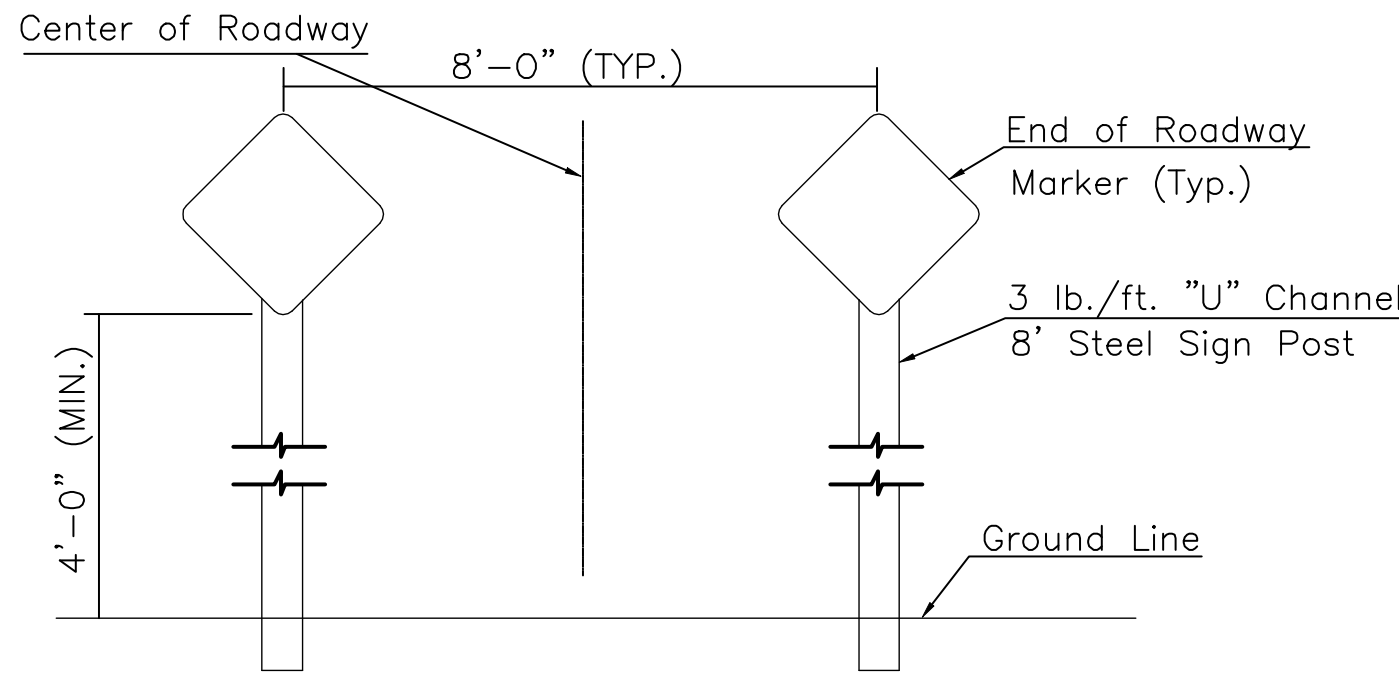 Center of Roadway
8'-0" (TYP.)
End of Roadway
Marker (Typ.)
3 lb./ft. "U" Channel
8' Steel Sign Post
4'-0" (MIN.)
Ground Line